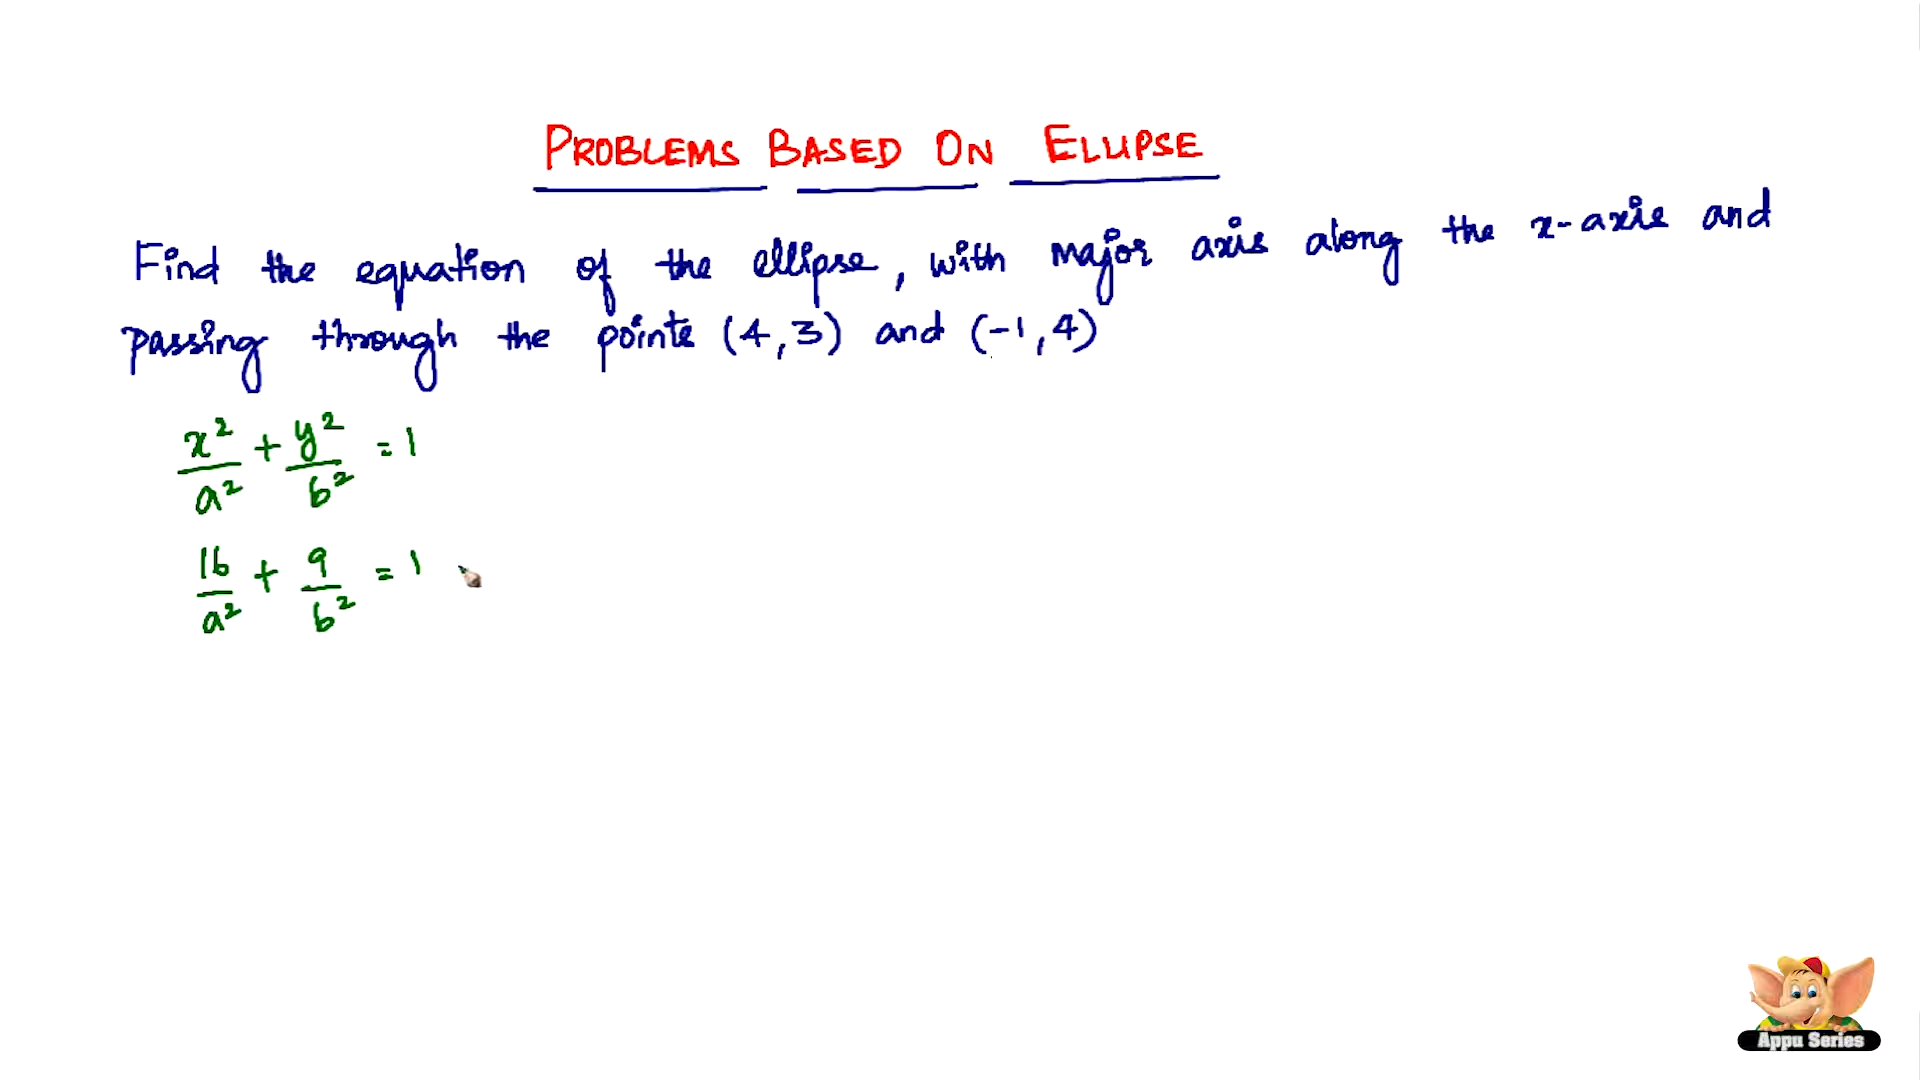 PROBLEMS BASED ON ELLIPSE
Find the equation of the ellipse, with major axis along the x-axis and
passing through the points (4,3) and (-1,4)
x²/a² + y²/b² = 1
16/a² + 9/b² = 1
Appu Series